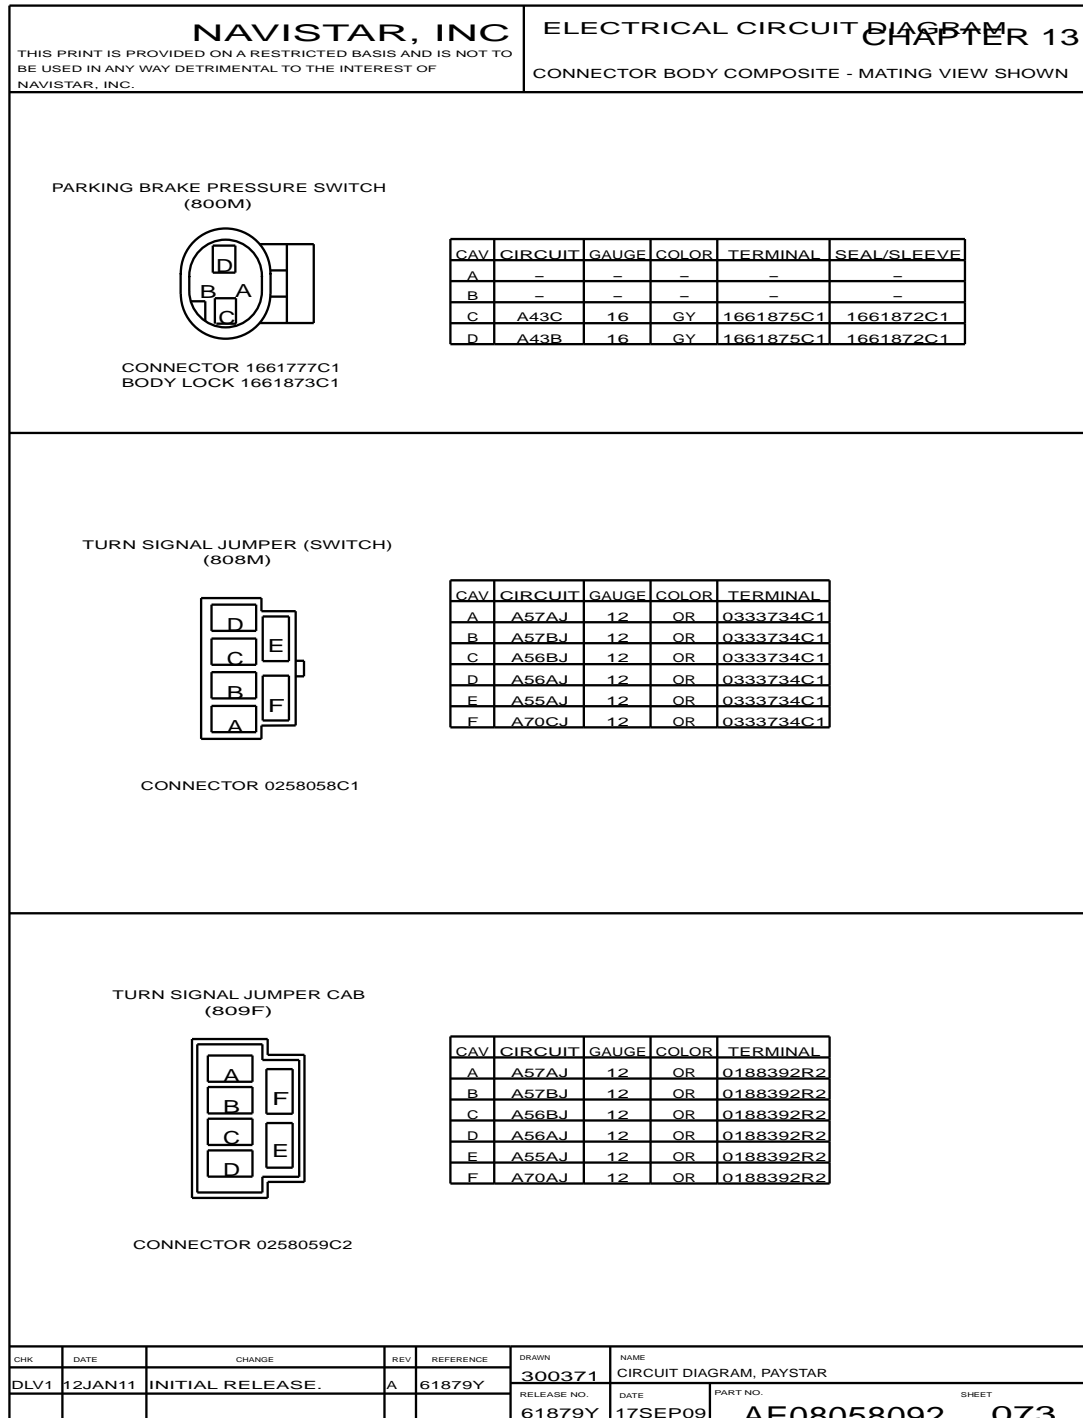 NAVISTAR, INC
THIS PRINT IS PROVIDED ON A RESTRICTED BASIS AND IS NOT TO
BE USED IN ANY WAY DETRIMENTAL TO THE INTEREST OF
NAVISTAR, INC.
ELECTRICAL CIRCUIT DIAGRAM
CHAPTER 13
CONNECTOR BODY COMPOSITE - MATING VIEW SHOWN
PARKING BRAKE PRESSURE SWITCH
(800M)
D
B A
C
CONNECTOR 1661777C1
BODY LOCK 1661873C1
CAV CIRCUIT GAUGE COLOR TERMINAL SEAL/SLEEVE
A – – – – –
B – – – – –
C A43C 16 GY 1661875C1 1661872C1
D A43B 16 GY 1661875C1 1661872C1
TURN SIGNAL JUMPER (SWITCH)
(808M)
D
E
C
B
F
A
CONNECTOR 0258058C1
CAV CIRCUIT GAUGE COLOR TERMINAL
A A57AJ 12 OR 0333734C1
B A57BJ 12 OR 0333734C1
C A56BJ 12 OR 0333734C1
D A56AJ 12 OR 0333734C1
E A55AJ 12 OR 0333734C1
F A70CJ 12 OR 0333734C1
TURN SIGNAL JUMPER CAB
(809F)
A
F
B
C
E
D
CONNECTOR 0258059C2
CAV CIRCUIT GAUGE COLOR TERMINAL
A A57AJ 12 OR 0188392R2
B A57BJ 12 OR 0188392R2
C A56BJ 12 OR 0188392R2
D A56AJ 12 OR 0188392R2
E A55AJ 12 OR 0188392R2
F A70AJ 12 OR 0188392R2
CHK DATE CHANGE REV REFERENCE
DLV1 12JAN11 INITIAL RELEASE. A 61879Y
DRAWN
300371
NAME
CIRCUIT DIAGRAM, PAYSTAR
RELEASE NO.
61879Y
DATE
17SEP09
PART NO.
AE08058092
SHEET
073